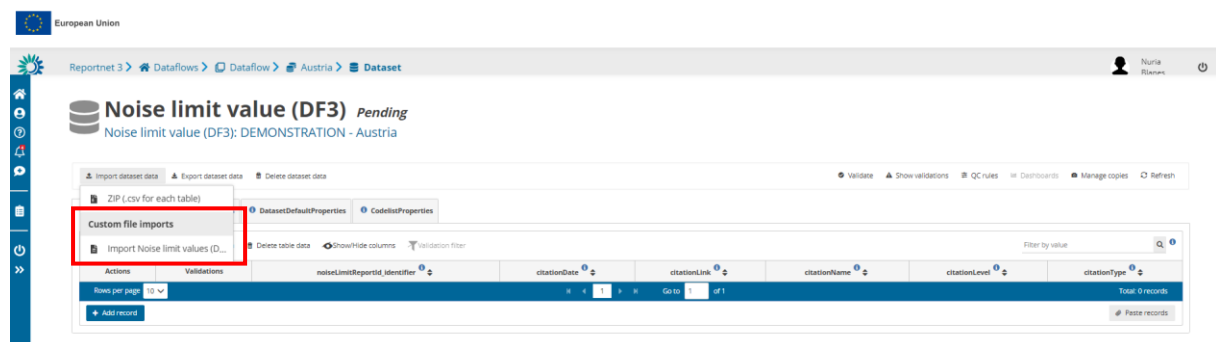 European Union
Reportnet 3 > Dataflows > Dataflow > Austria > Dataset
Nuria
Blanes
Noise limit value (DF3) Pending
Noise limit value (DF3): DEMONSTRATION - Austria
Import dataset data Export dataset data Delete dataset data Validate Show validations QC rules Dashboards Manage copies Refresh
ZIP (.csv for each table)
DatasetDefaultProperties CodelistProperties
Custom file imports
Import Noise limit values (D...
Delete table data Show/Hide columns Validation filter Filter by value
Actions Validations noiseLimitReportId_identifier citationDate citationLink citationName citationLevel citationType
Rows per page 10 1 Go to 1 of 1 Total: 0 records
+ Add record Paste records